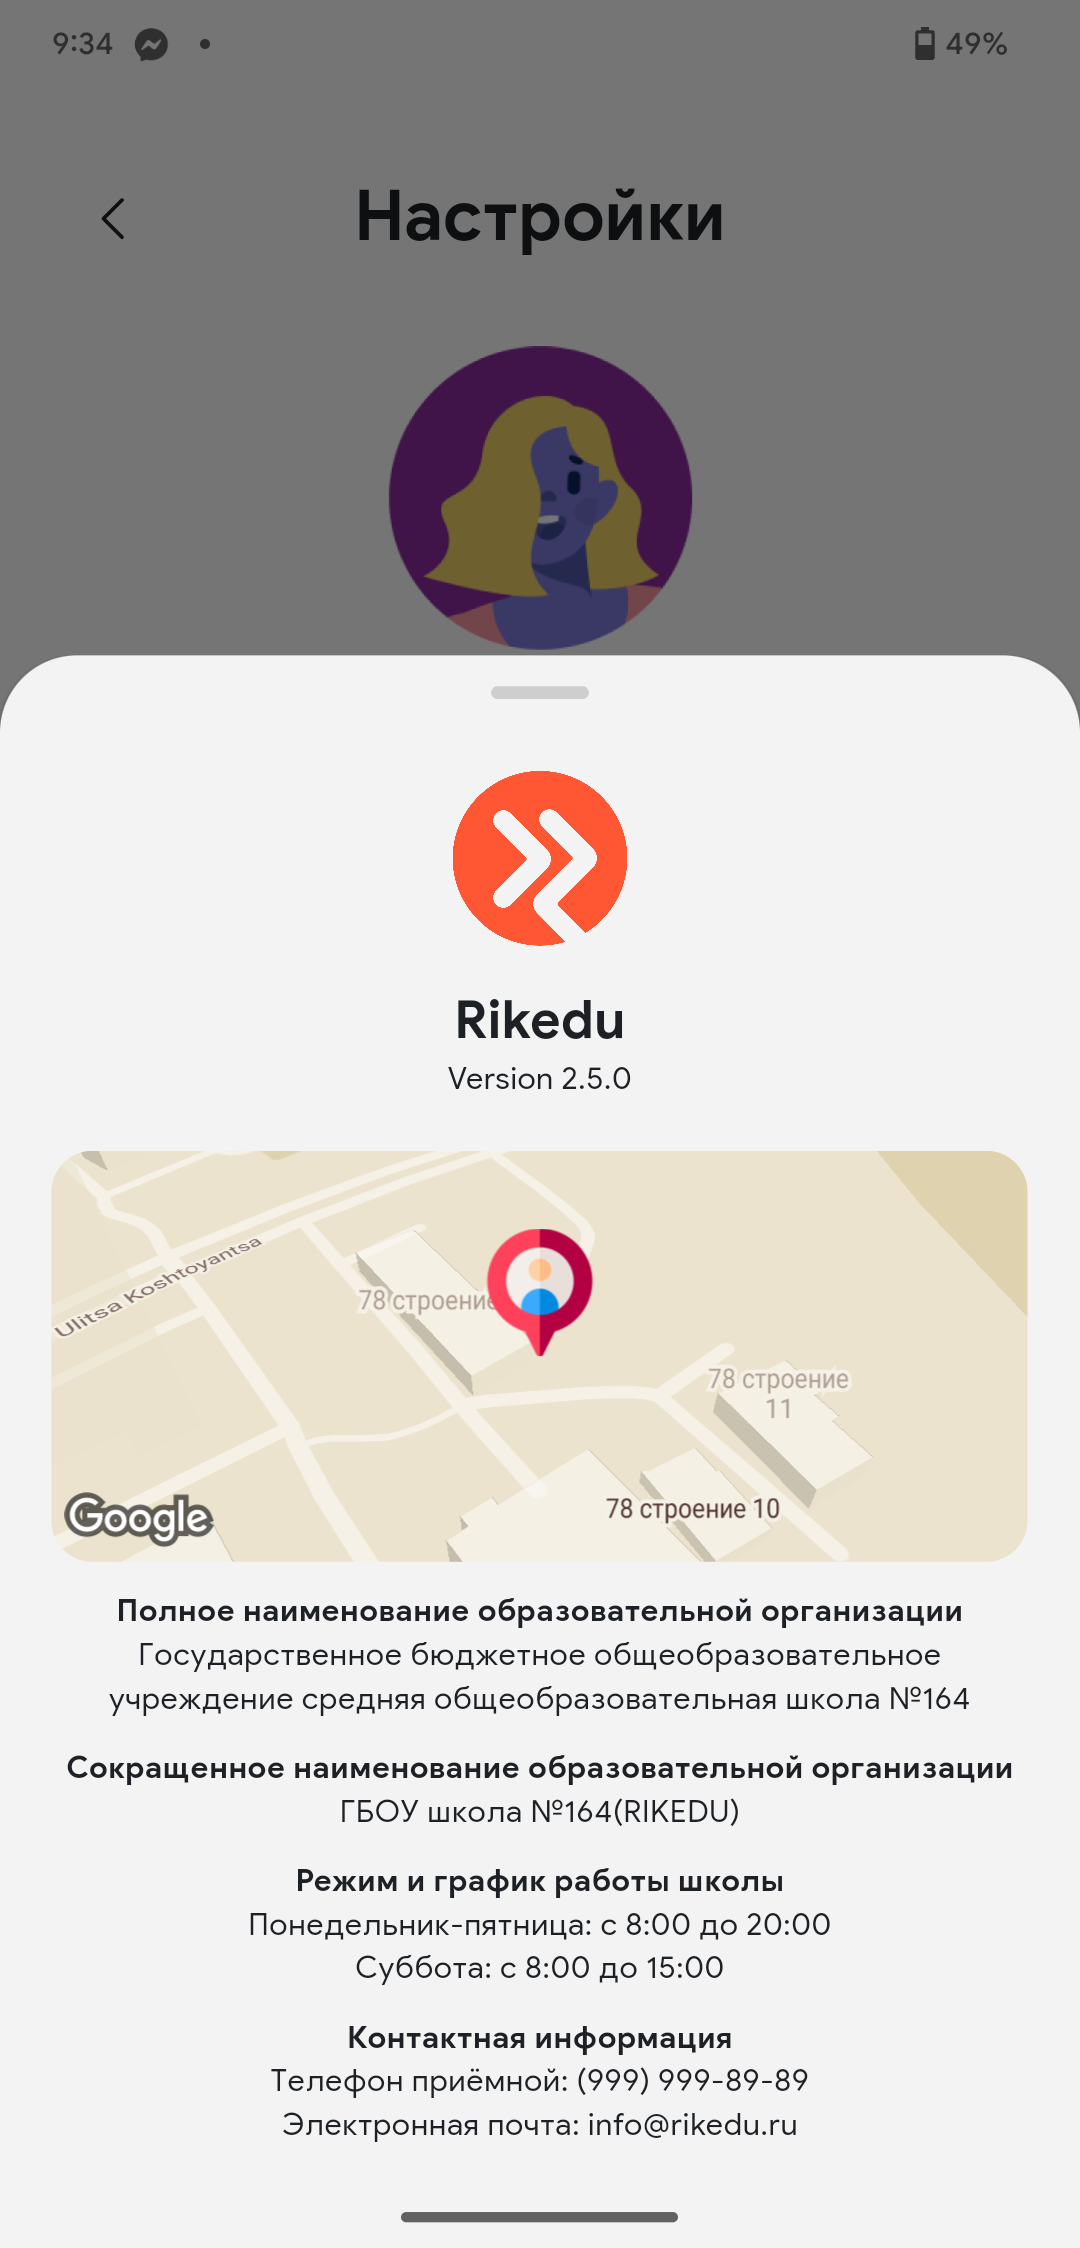 9:34
49%
Настройки
Rikedu
Version 2.5.0
Ulitsa Koshtoyantsa
78 строение
78 строение
11
78 строение 10
Google
Полное наименование образовательной организации
Государственное бюджетное общеобразовательное
учреждение средняя общеобразовательная школа №164
Сокращенное наименование образовательной организации
ГБОУ школа №164(RIKEDU)
Режим и график работы школы
Понедельник-пятница: с 8:00 до 20:00
Суббота: с 8:00 до 15:00
Контактная информация
Телефон приёмной: (999) 999-89-89
Электронная почта: info@rikedu.ru